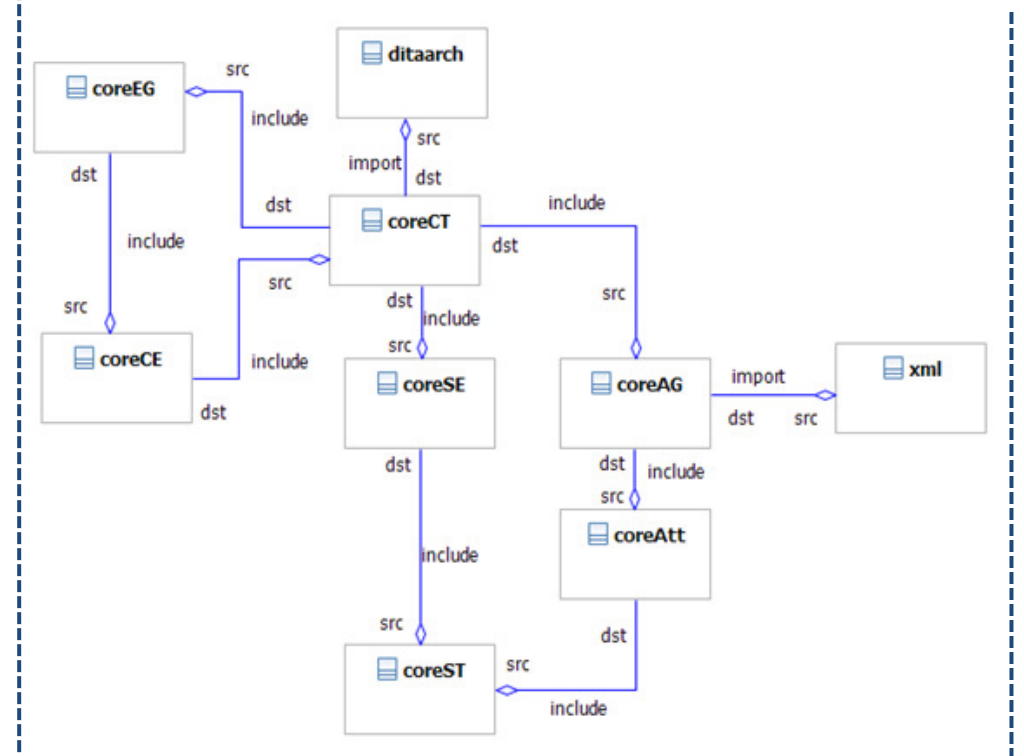 ditaarch
src
coreEG
src
include
import
dst
dst
dst
coreCT
include
dst
include
src
src
dst
include
src
src
coreCE
include
dst
src
coreSE
coreAG
import
dst
src
xml
dst
dst
include
src
coreAtt
include
src
dst
coreST
src
include